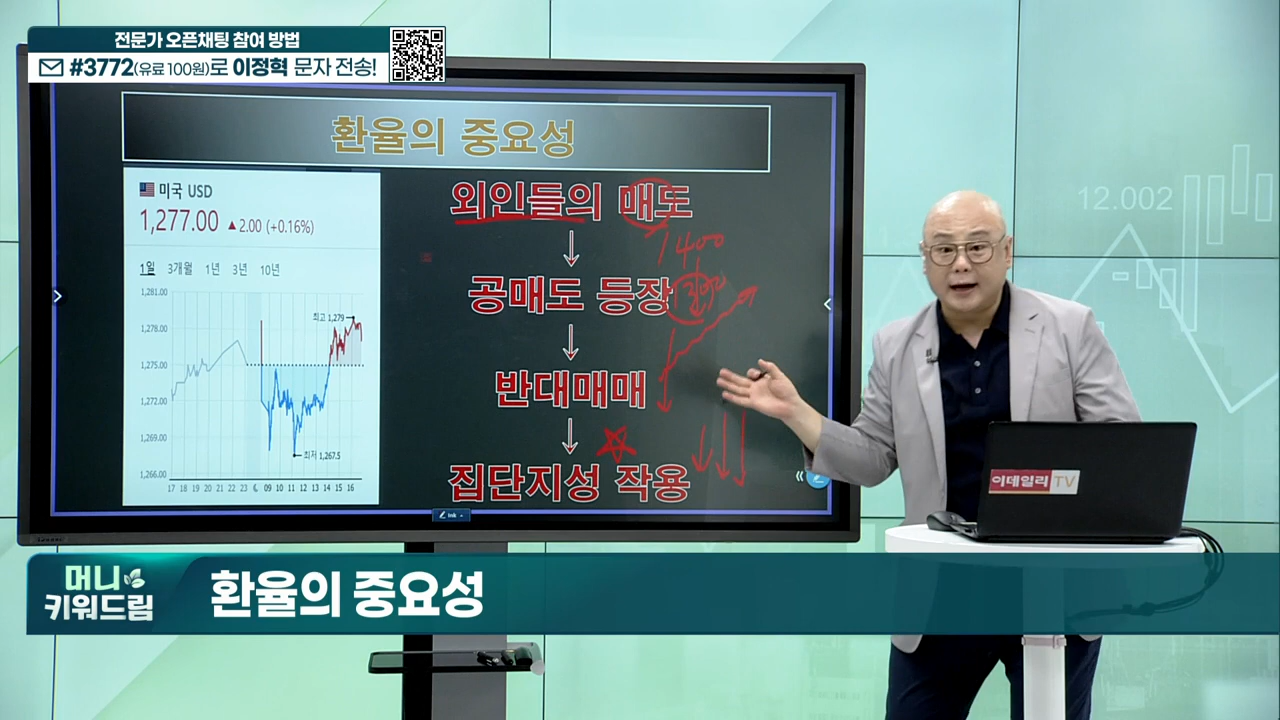 전문가 오픈채팅 참여 방법
#3772(유료 100원)로 이정혁 문자 전송!
환율의 중요성
미국 USD
1,277.00 ▲2.00 (+0.16%)
1일 3개월 1년 3년 10년
1,281.00
최고 1,279
1,278.00
1,275.00
1,272.00
1,269.00
최저 1,267.5
1,266.00
17 18 19 20 21 22 23 09 10 11 12 13 14 15 16
외인들의 매도
1400
공매도 등장
반대매매
집단지성 작용
Ink
12.002
이데일리TV
머니
키워드림
환율의 중요성